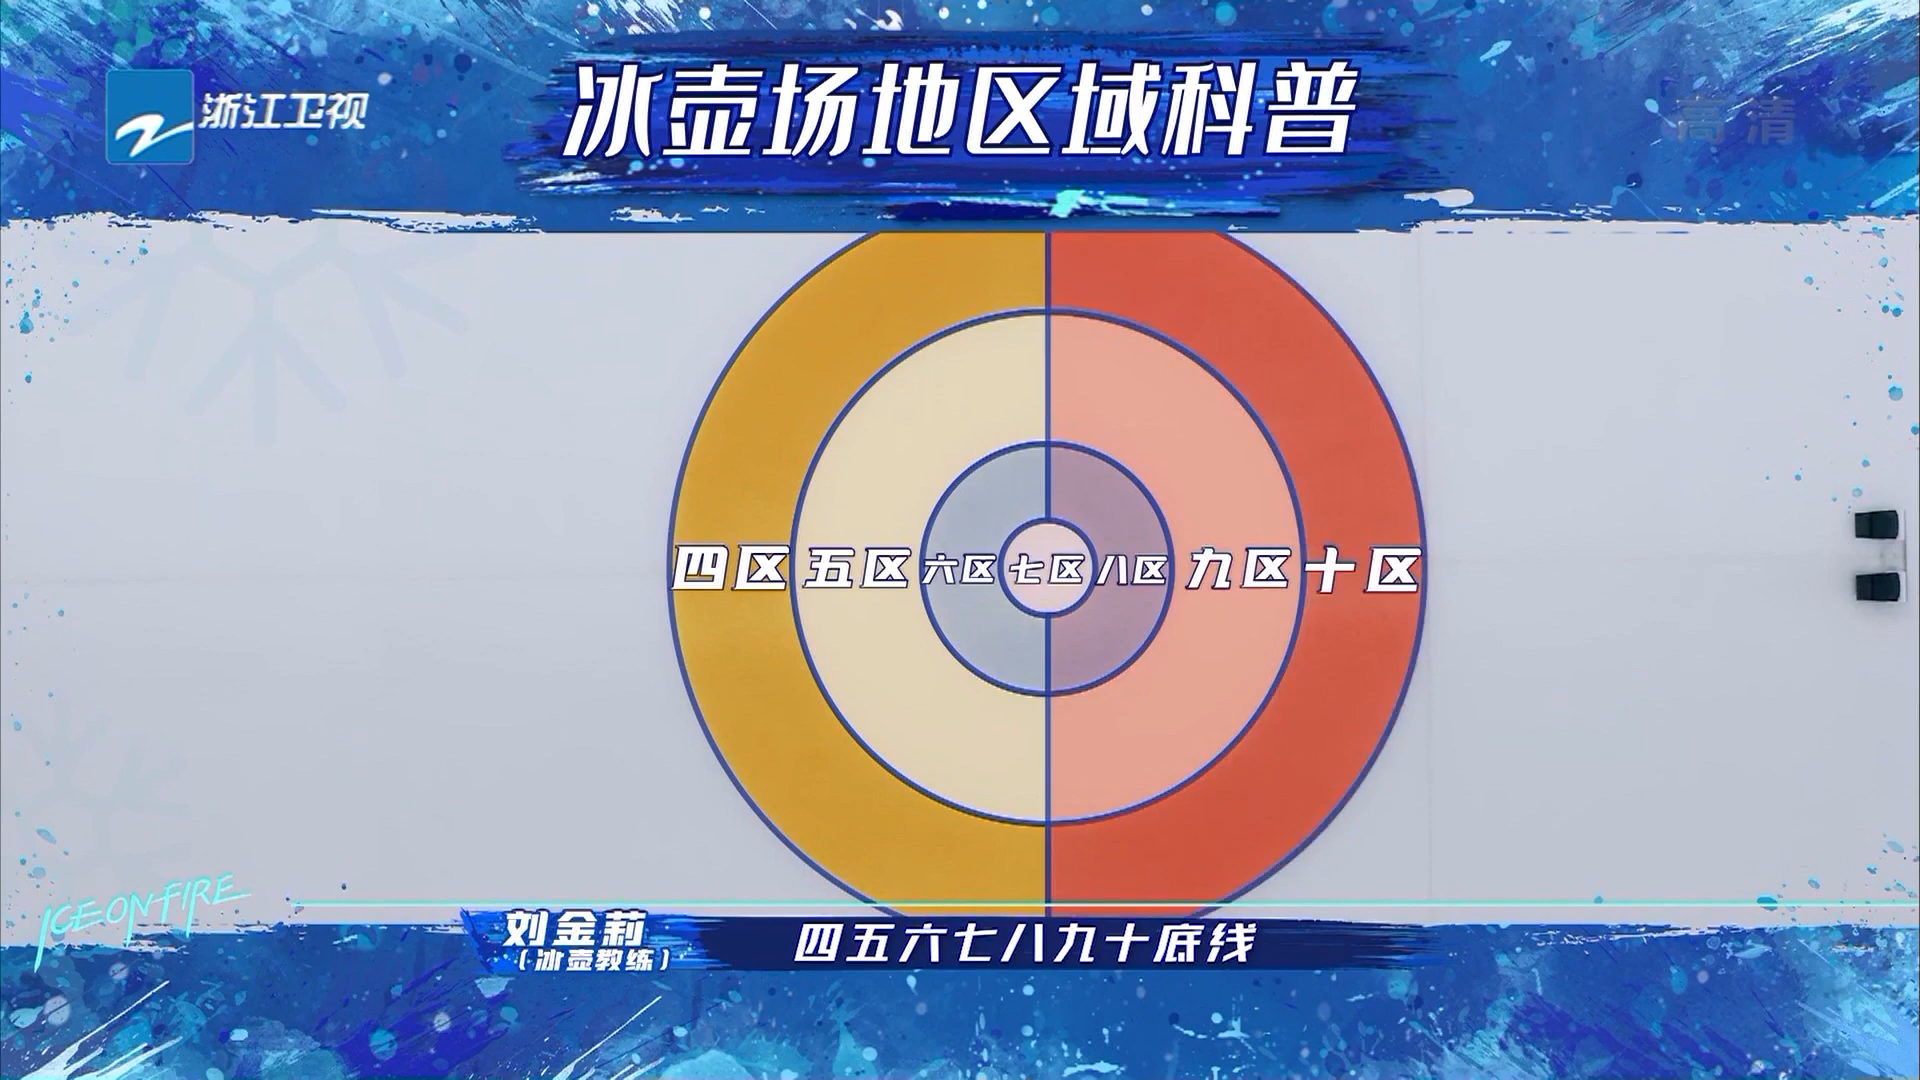 冰壶场地区域科普
浙江卫视
高清
四区 五区 六区 七区 八区 九区 十区
ICE ON FIRE
刘金莉
（冰壶教练）
四五六七八九十底线